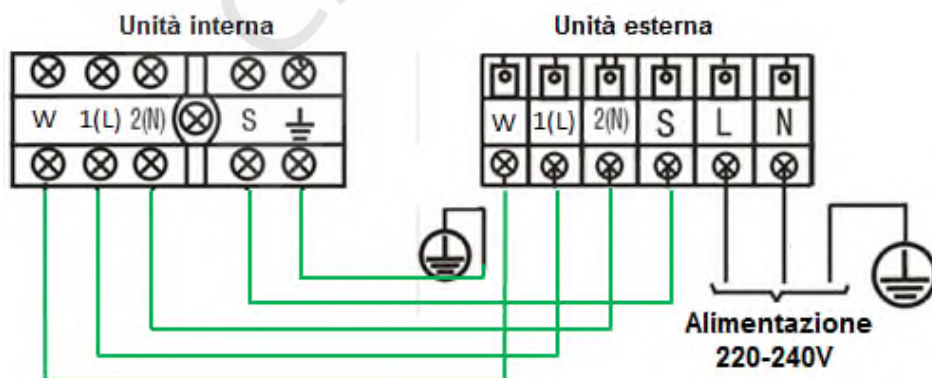 Unità interna
Unità esterna
W 1(L) 2(N) S
W 1(L) 2(N) S L N
Alimentazione
220-240V